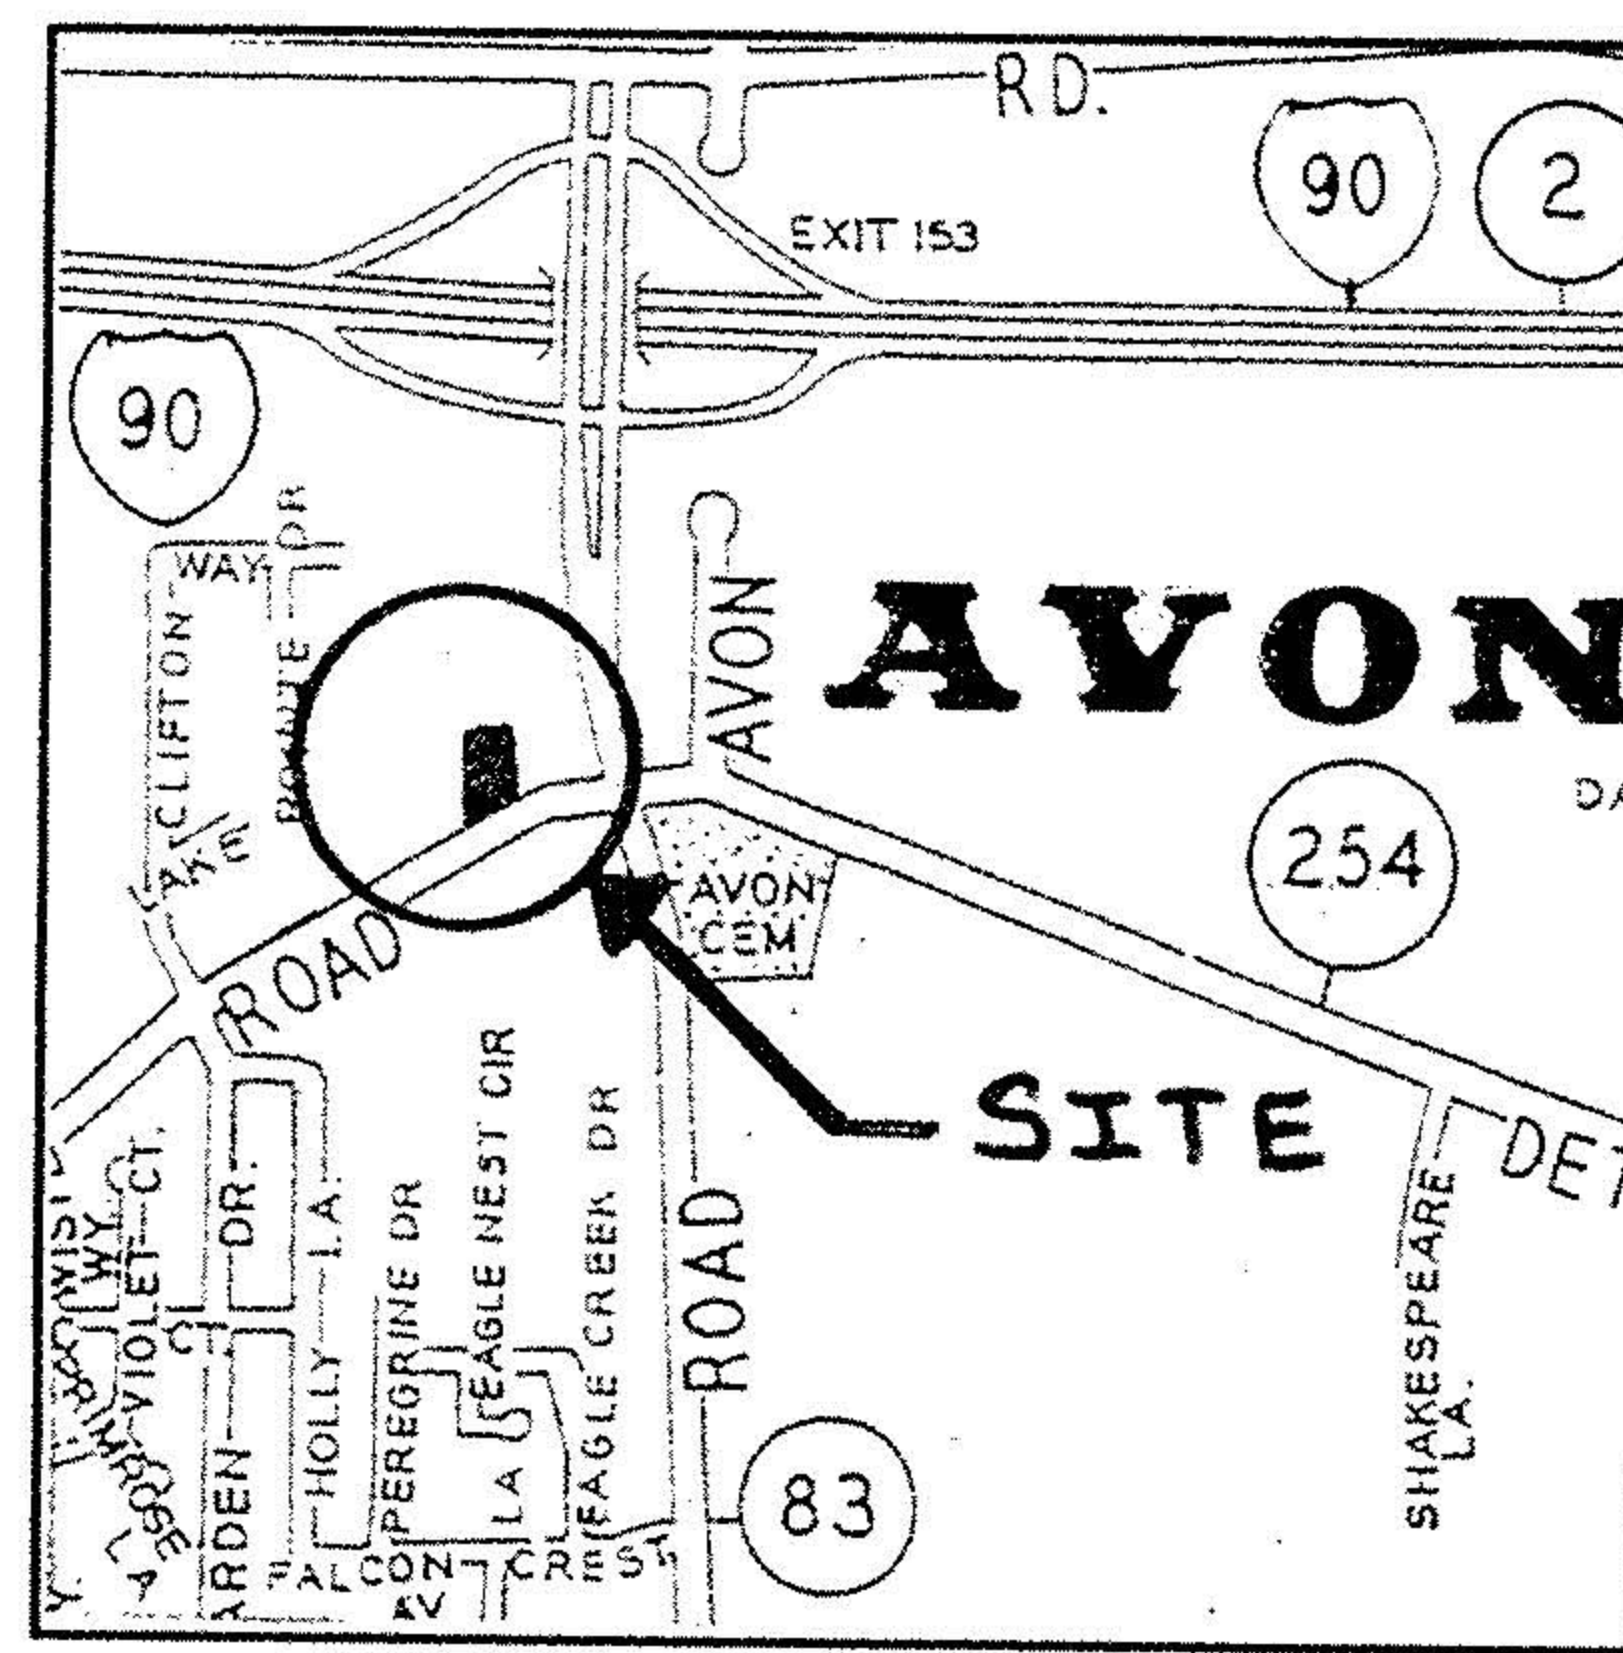 RD.
90
2
EXIT 153
90
DR
WAY
AVON
AVON
CLIFTON
DA
254
LAKE
AVON
CEM
ROAD
SITE
EAGLE NEST CIR
EAGLE CREEK DR
DET
VIOLET CT.
WY
DR.
HOLLY LA.
PEREGRINE DR
ROAD
SHAKESPEARE
LA.
PRIMROSE
LA
ARDEN
LA
83
FALCON CREST
AV
Y.